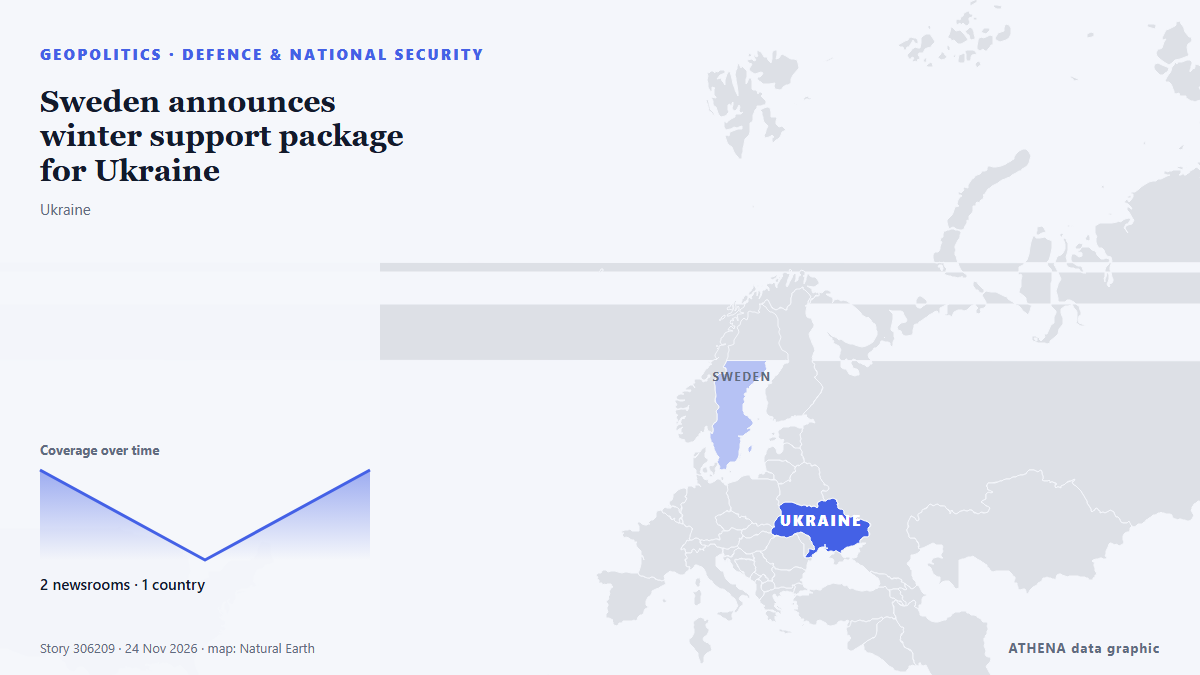 GEOPOLITICS · DEFENCE & NATIONAL SECURITY
Sweden announces
winter support package
for Ukraine
Ukraine
SWEDEN
Coverage over time
UKRAINE
2 newsrooms · 1 country
Story 306209 · 24 Nov 2026 · map: Natural Earth
ATHENA data graphic